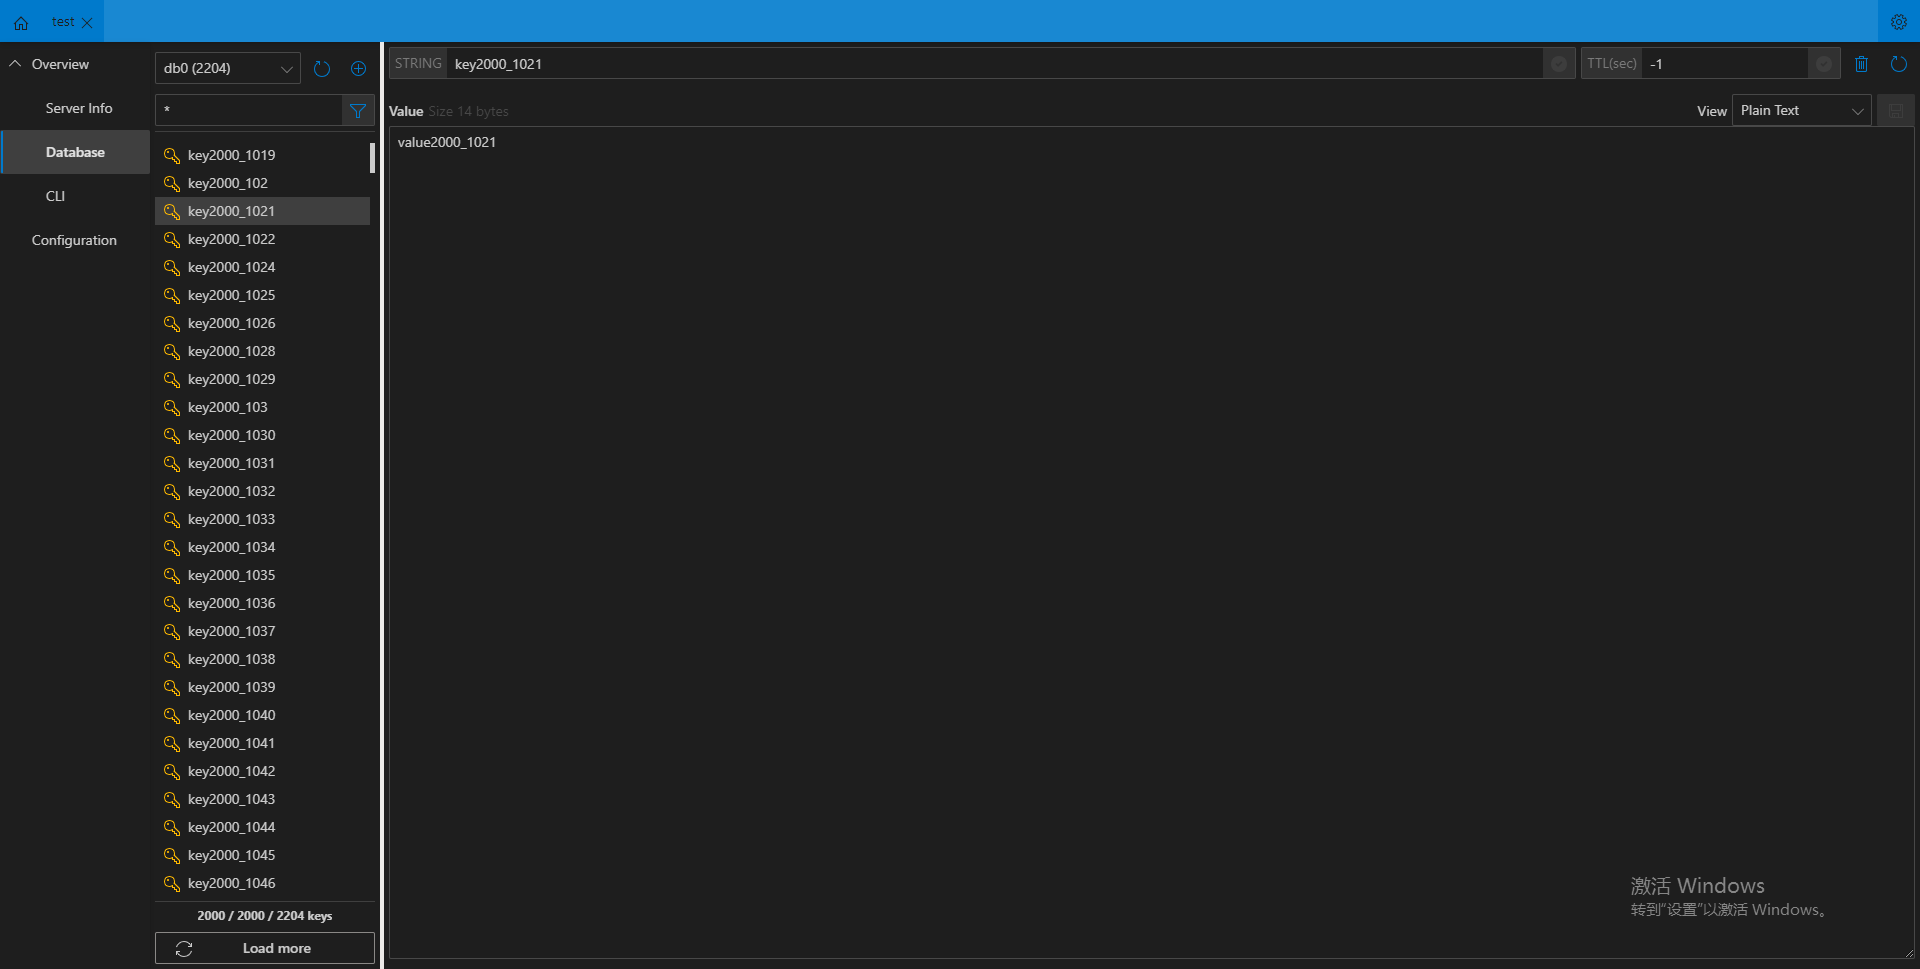 test
Overview
Server Info
Database
CLI
Configuration
db0 (2204)
*
key2000_1019
key2000_102
key2000_1021
key2000_1022
key2000_1024
key2000_1025
key2000_1026
key2000_1028
key2000_1029
key2000_103
key2000_1030
key2000_1031
key2000_1032
key2000_1033
key2000_1034
key2000_1035
key2000_1036
key2000_1037
key2000_1038
key2000_1039
key2000_1040
key2000_1041
key2000_1042
key2000_1043
key2000_1044
key2000_1045
key2000_1046
2000 / 2000 / 2204 keys
Load more
STRING key2000_1021 TTL(sec) -1
Value Size 14 bytes View Plain Text
value2000_1021
激活 Windows
转到“设置”以激活 Windows。